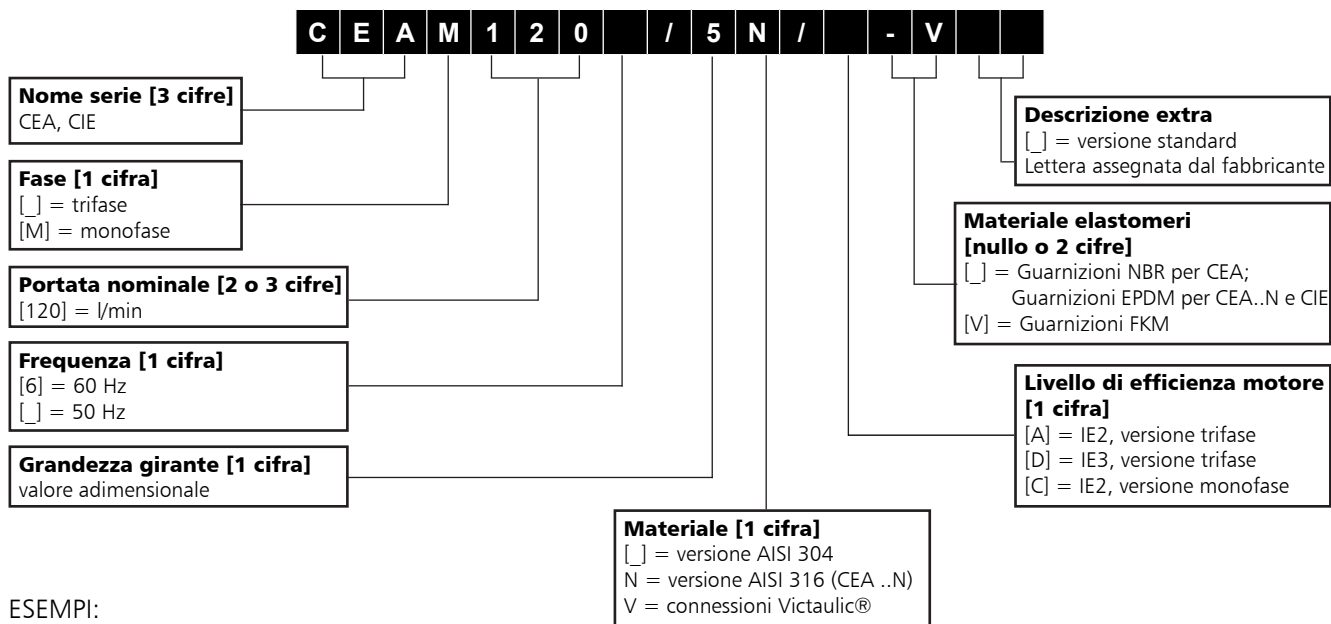 CEAM120 /5N/ -V
Nome serie [3 cifre]
CEA, CIE
Fase [1 cifra]
[_] = trifase
[M] = monofase
Portata nominale [2 o 3 cifre]
[120] = l/min
Frequenza [1 cifra]
[6] = 60 Hz
[_] = 50 Hz
Grandezza girante [1 cifra]
valore adimensionale
Descrizione extra
[_] = versione standard
Lettera assegnata dal fabbricante
Materiale elastomeri
[nullo o 2 cifre]
[_] = Guarnizioni NBR per CEA;
Guarnizioni EPDM per CEA..N e CIE
[V] = Guarnizioni FKM
Livello di efficienza motore
[1 cifra]
[A] = IE2, versione trifase
[D] = IE3, versione trifase
[C] = IE2, versione monofase
Materiale [1 cifra]
[_] = versione AISI 304
N = versione AISI 316 (CEA ..N)
V = connessioni Victaulic®
ESEMPI: